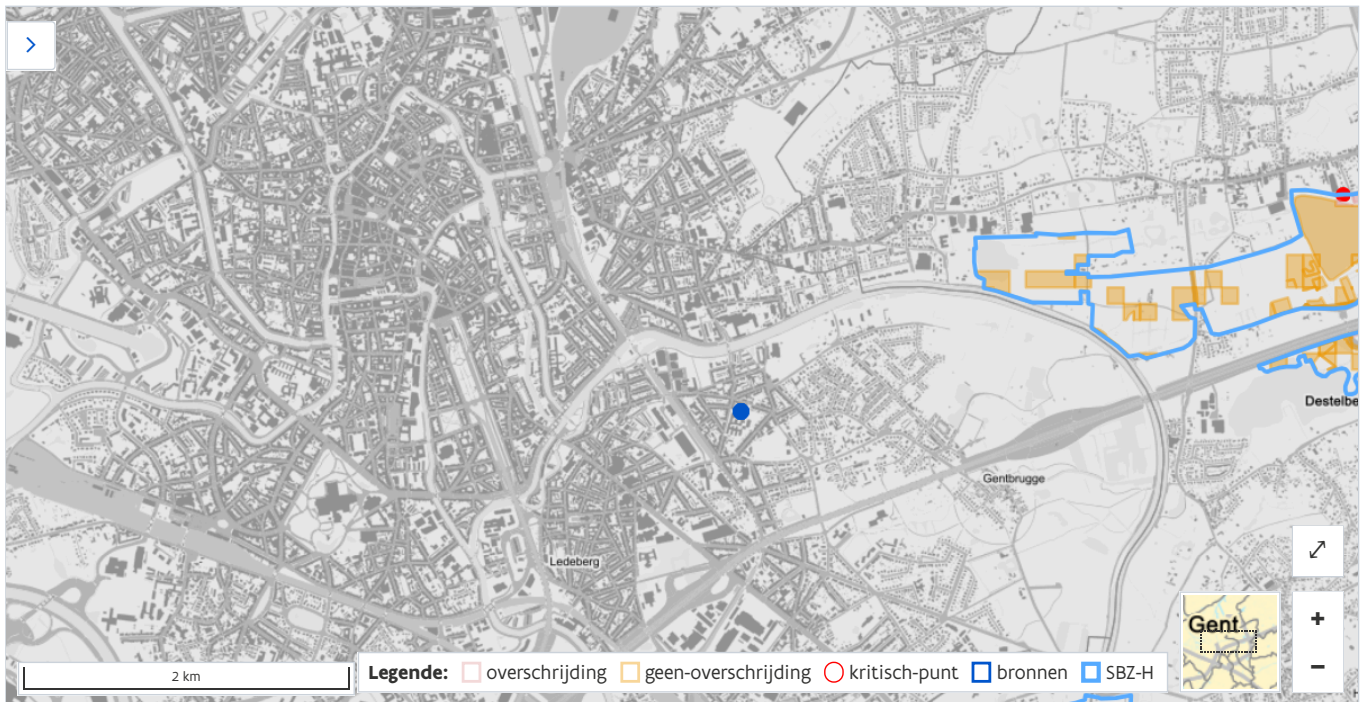 Destelbe
Gentbrugge
Ledeberg
Gent
+
2 km
Legende: overschrijding geen-overschrijding kritisch-punt bronnen SBZ-H
−